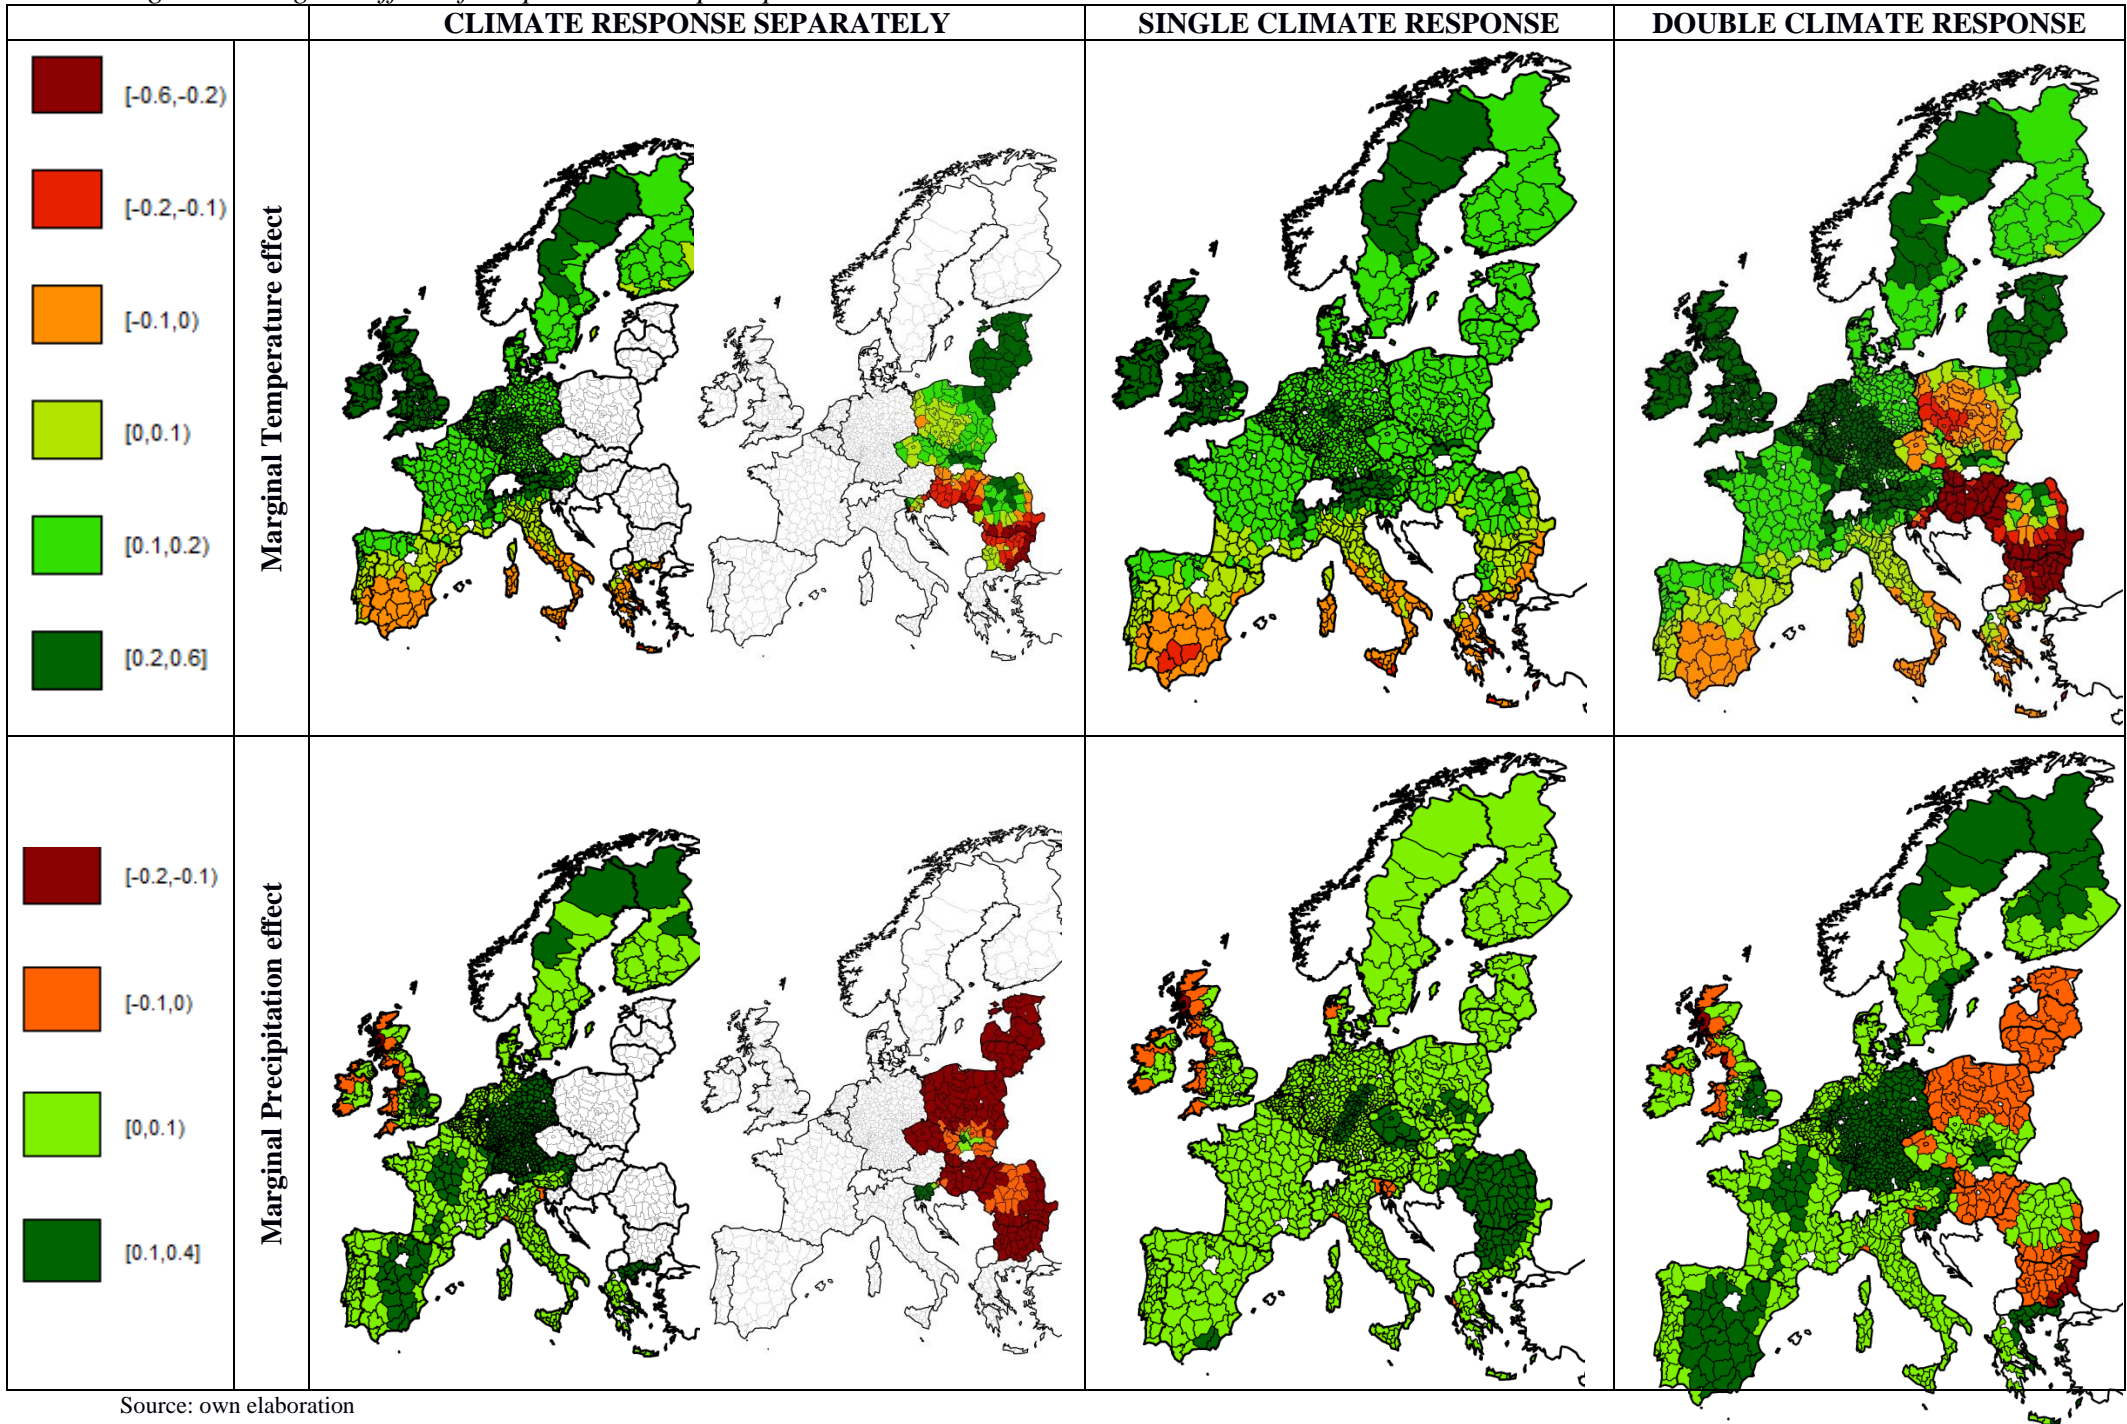 CLIMATE RESPONSE SEPARATELY
SINGLE CLIMATE RESPONSE
DOUBLE CLIMATE RESPONSE
Marginal Temperature effect
[-0.6,-0.2)
[-0.2,-0.1)
[-0.1,0)
[0,0.1)
[0.1,0.2)
[0.2,0.6]
Marginal Precipitation effect
[-0.2,-0.1)
[-0.1,0)
[0,0.1)
[0.1,0.4]
Source: own elaboration